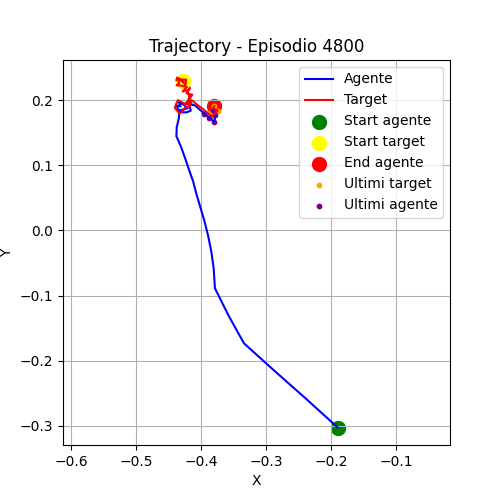 Trajectory - Episodio 4800
Agente
Target
Start agente
Start target
End agente
Ultimi target
Ultimi agente
0.2
0.1
0.0
−0.1
−0.2
−0.3
Y
−0.6
−0.5
−0.4
−0.3
−0.2
−0.1
X